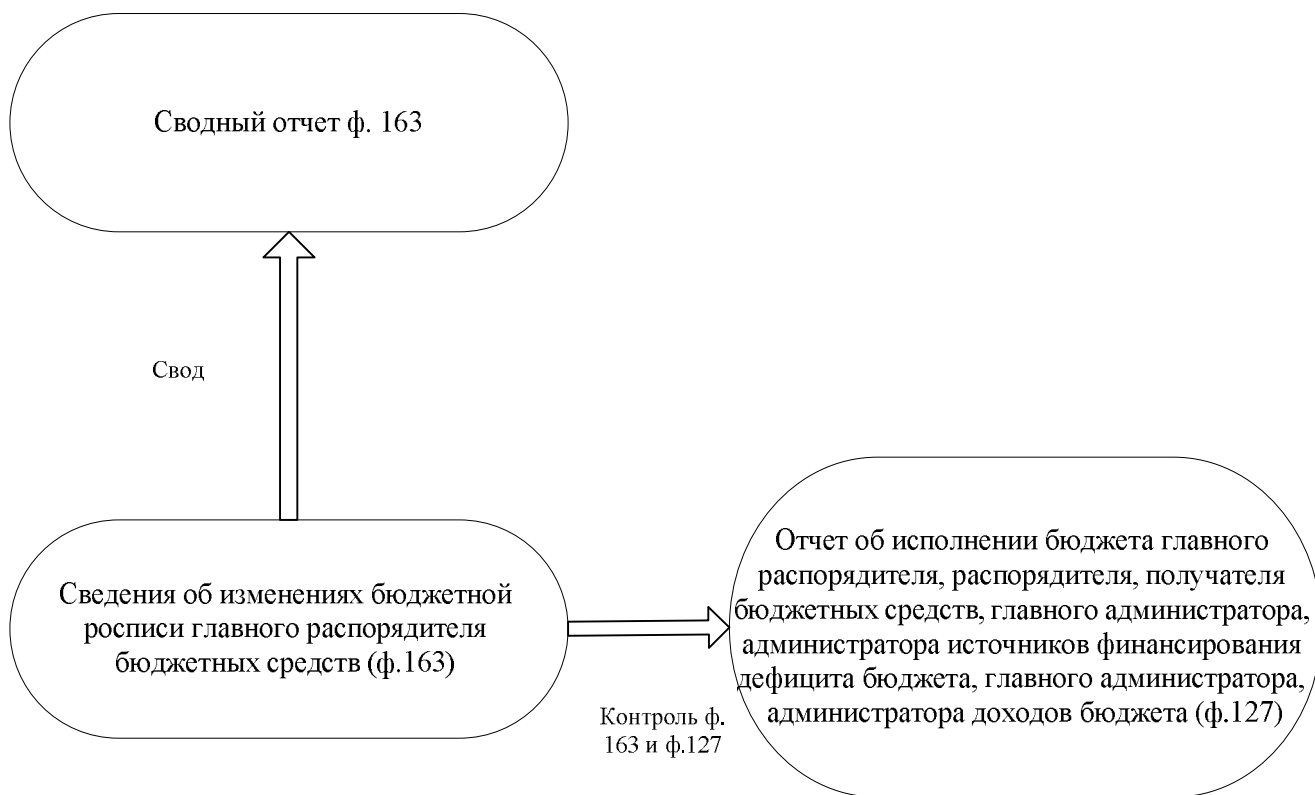 Сводный отчет ф. 163
Свод
Сведения об изменениях бюджетной
росписи главного распорядителя
бюджетных средств (ф.163)
Контроль ф.
163 и ф.127
Отчет об исполнении бюджета главного
распорядителя, распорядителя, получателя
бюджетных средств, главного администратора,
администратора источников финансирования
дефицита бюджета, главного администратора,
администратора доходов бюджета (ф.127)